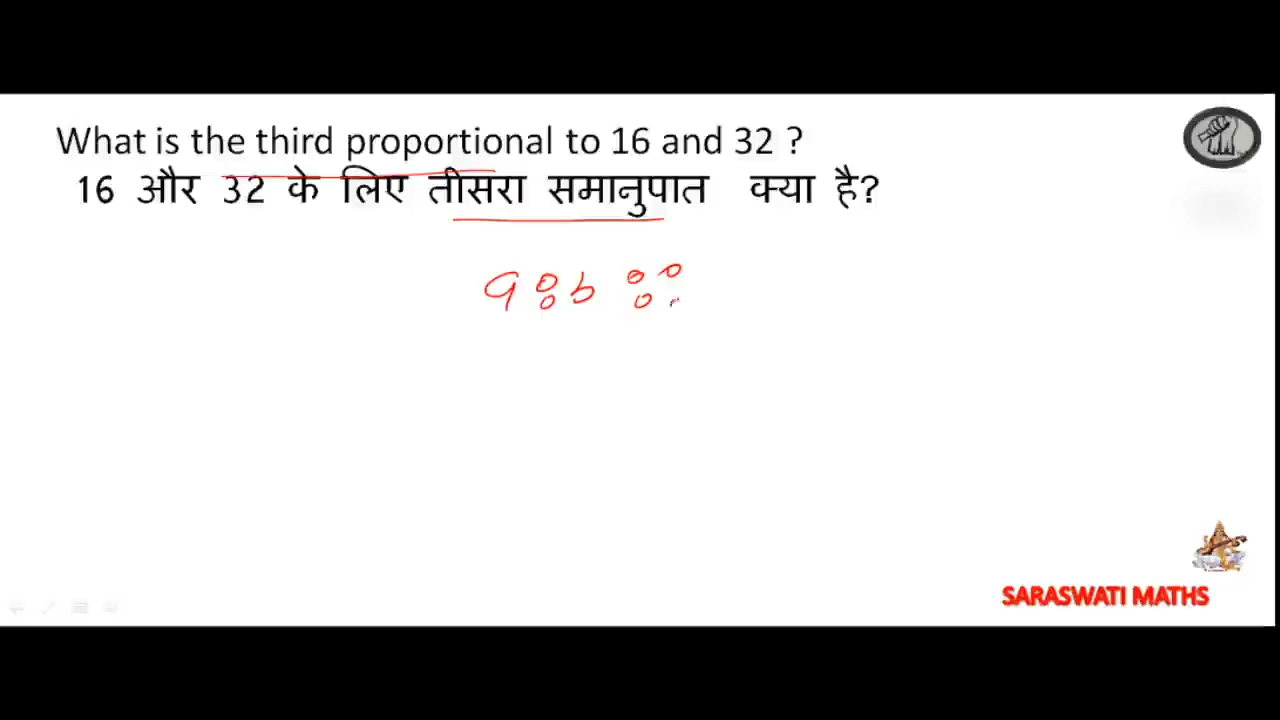 What is the third proportional to 16 and 32 ?
16 और 32 के लिए तीसरा समानुपात क्या है?
a : b ::
SARASWATI MATHS